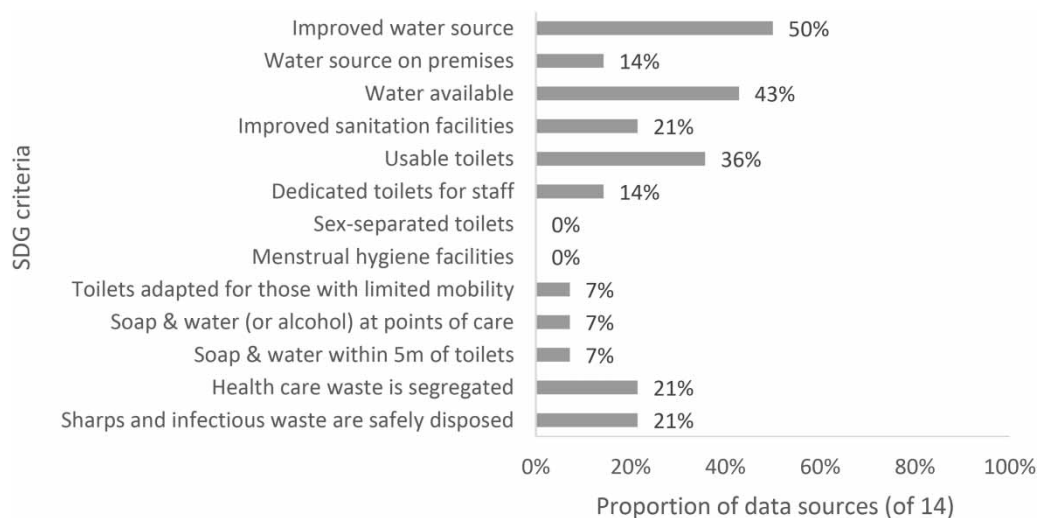 SDG criteria
Improved water source 50%
Water source on premises 14%
Water available 43%
Improved sanitation facilities 21%
Usable toilets 36%
Dedicated toilets for staff 14%
Sex-separated toilets 0%
Menstrual hygiene facilities 0%
Toilets adapted for those with limited mobility 7%
Soap & water (or alcohol) at points of care 7%
Soap & water within 5m of toilets 7%
Health care waste is segregated 21%
Sharps and infectious waste are safely disposed 21%
0% 20% 40% 60% 80% 100%
Proportion of data sources (of 14)